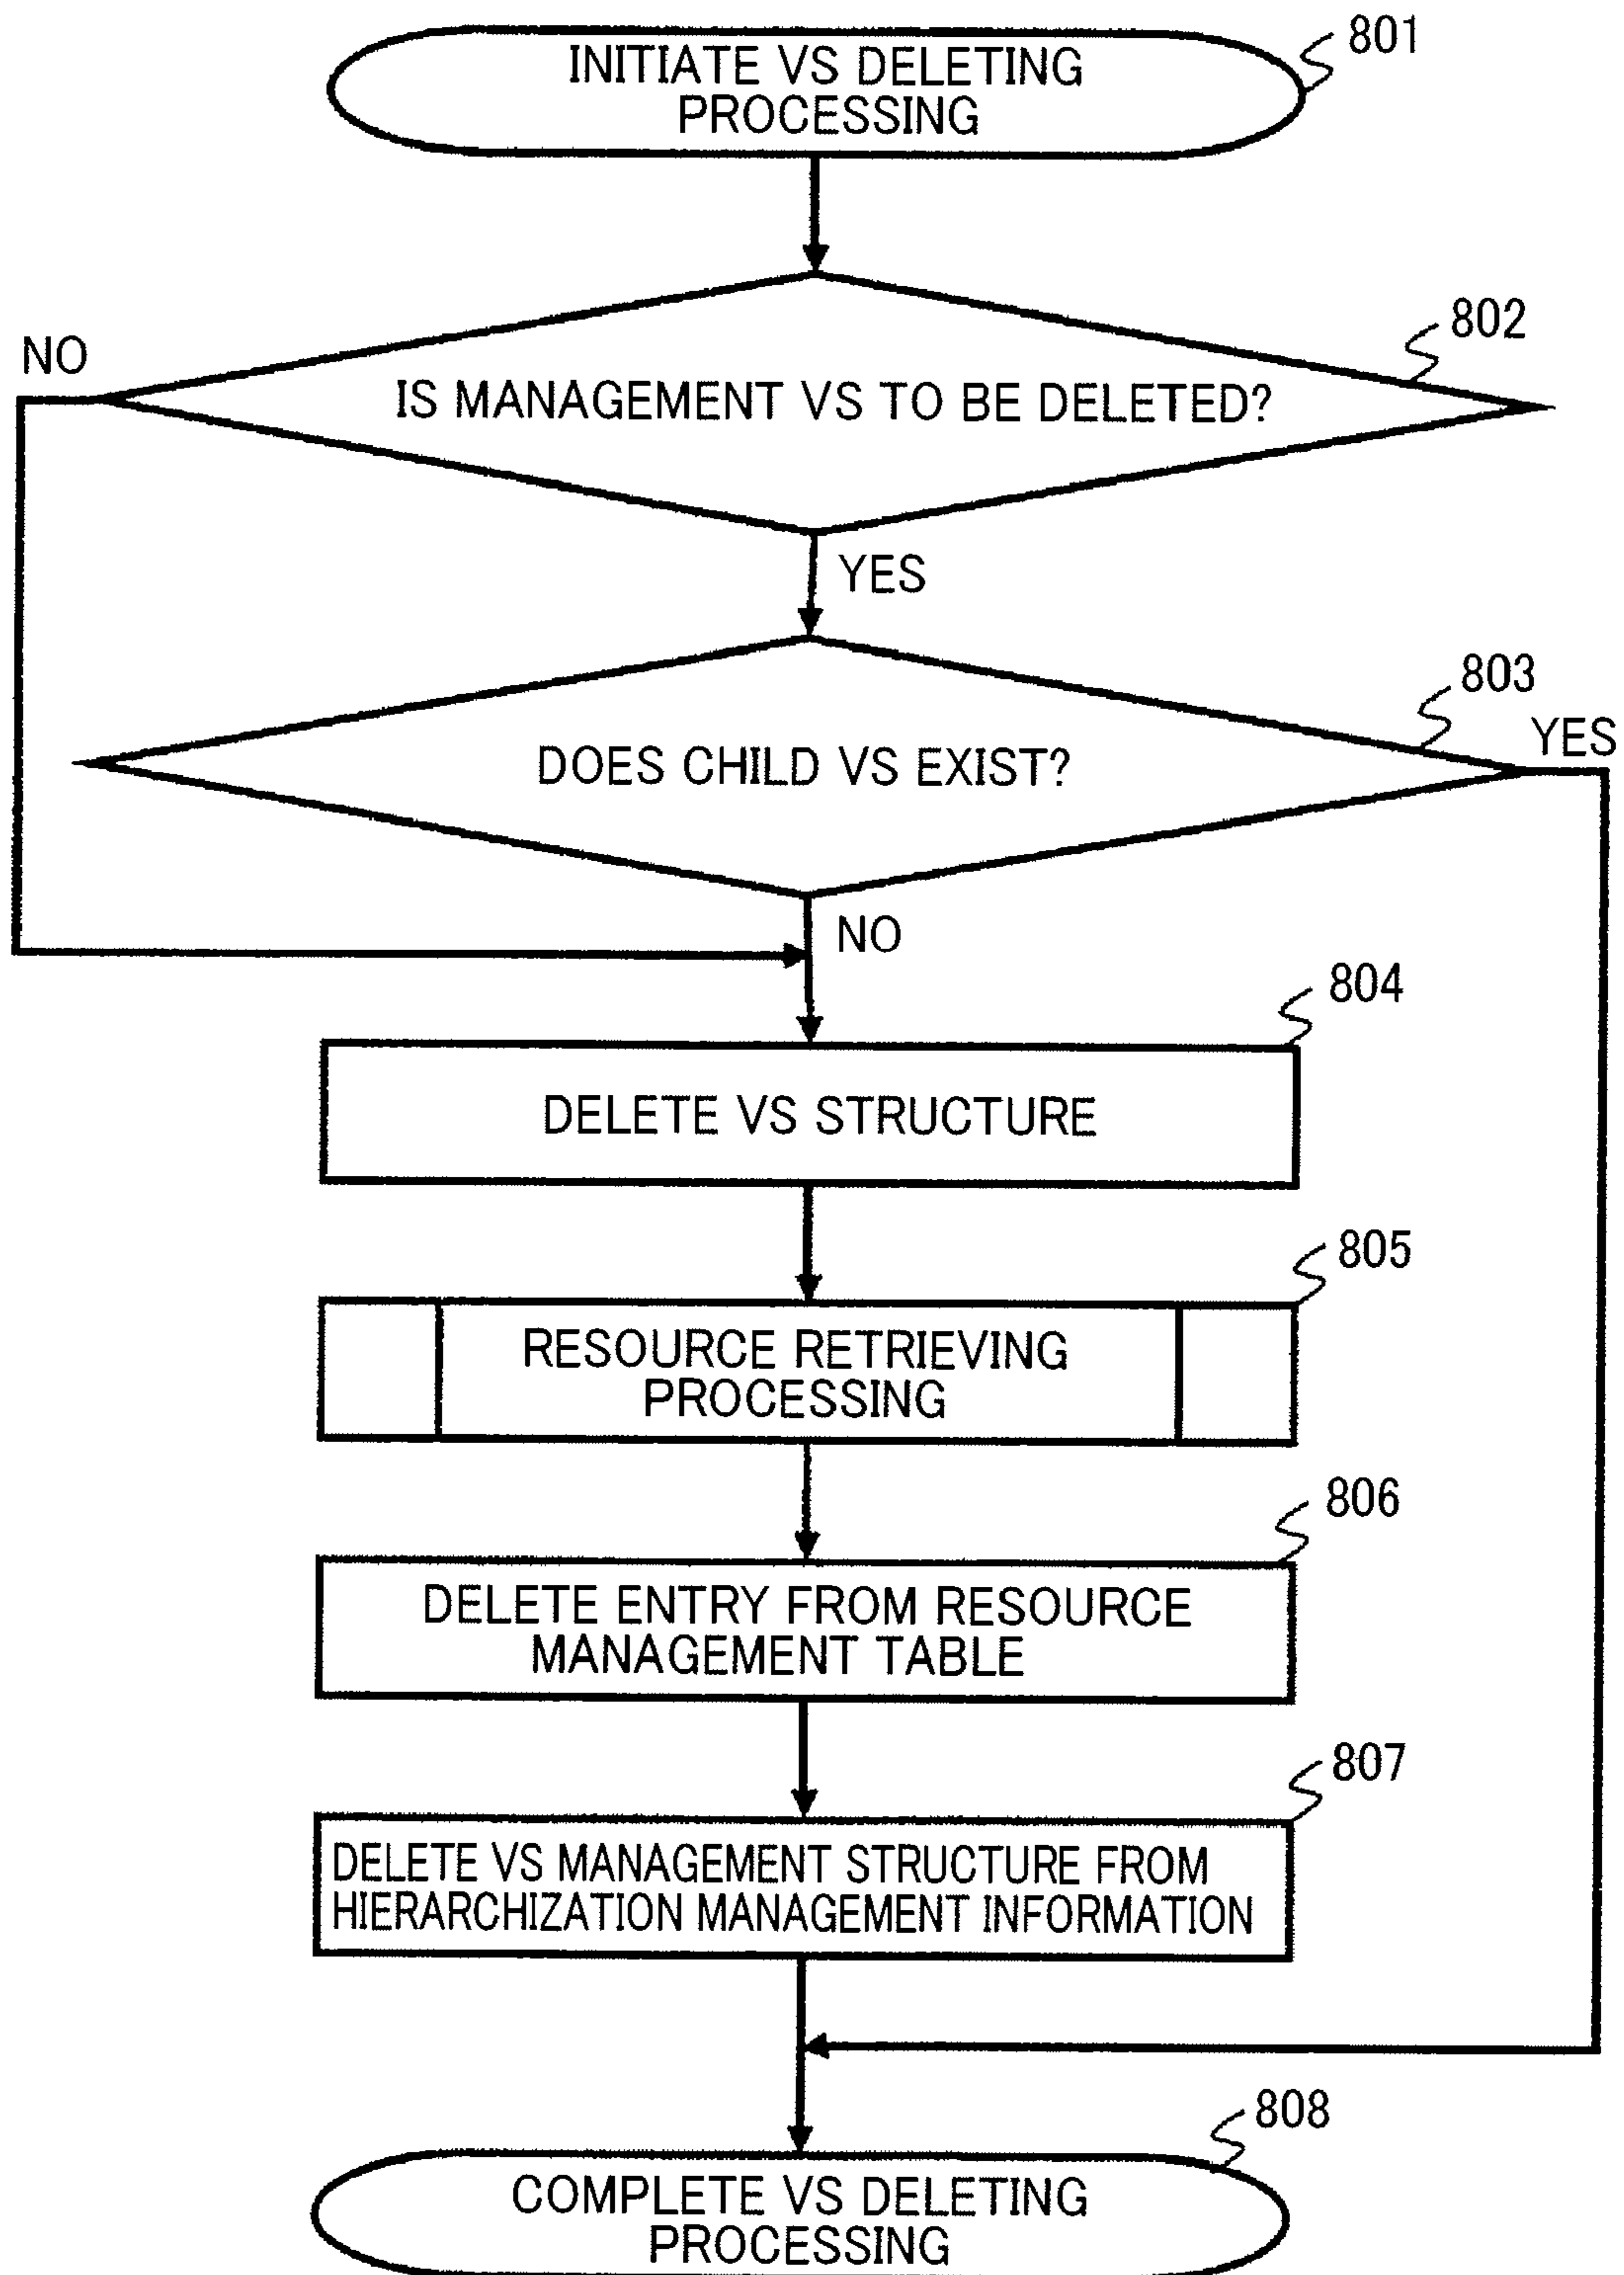 INITIATE VS DELETING
PROCESSING
801
802
NO
IS MANAGEMENT VS TO BE DELETED?
YES
803
YES
DOES CHILD VS EXIST?
NO
804
DELETE VS STRUCTURE
805
RESOURCE RETRIEVING
PROCESSING
806
DELETE ENTRY FROM RESOURCE
MANAGEMENT TABLE
807
DELETE VS MANAGEMENT STRUCTURE FROM
HIERARCHIZATION MANAGEMENT INFORMATION
808
COMPLETE VS DELETING
PROCESSING